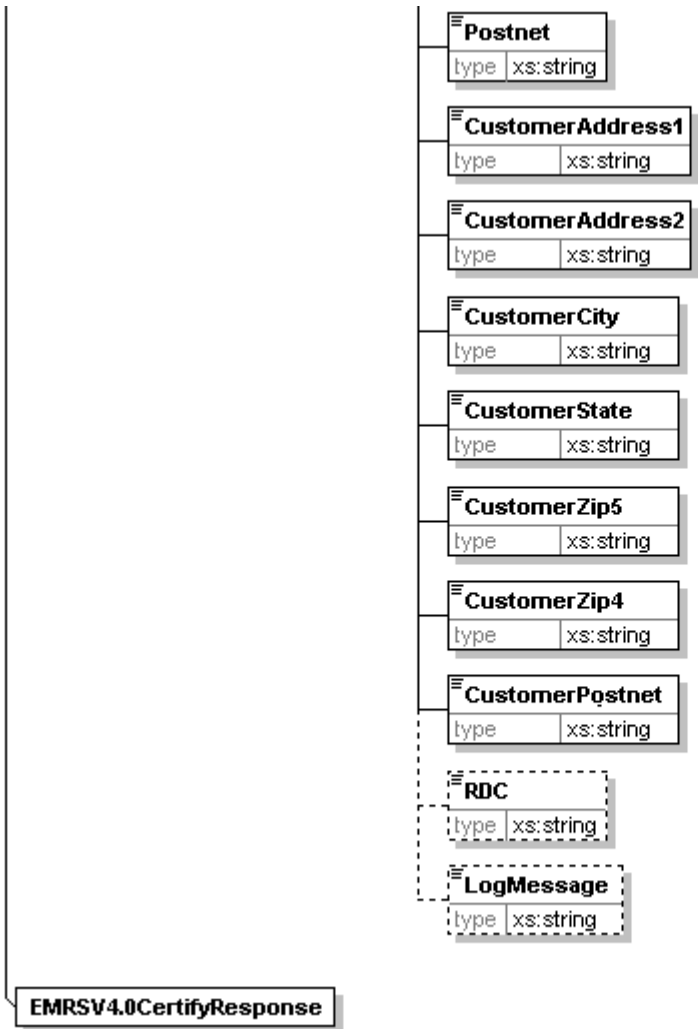 Postnet
type xs:string
CustomerAddress1
type xs:string
CustomerAddress2
type xs:string
CustomerCity
type xs:string
CustomerState
type xs:string
CustomerZip5
type xs:string
CustomerZip4
type xs:string
CustomerPostnet
type xs:string
RDC
type xs:string
LogMessage
type xs:string
EMRSV4.0CertifyResponse